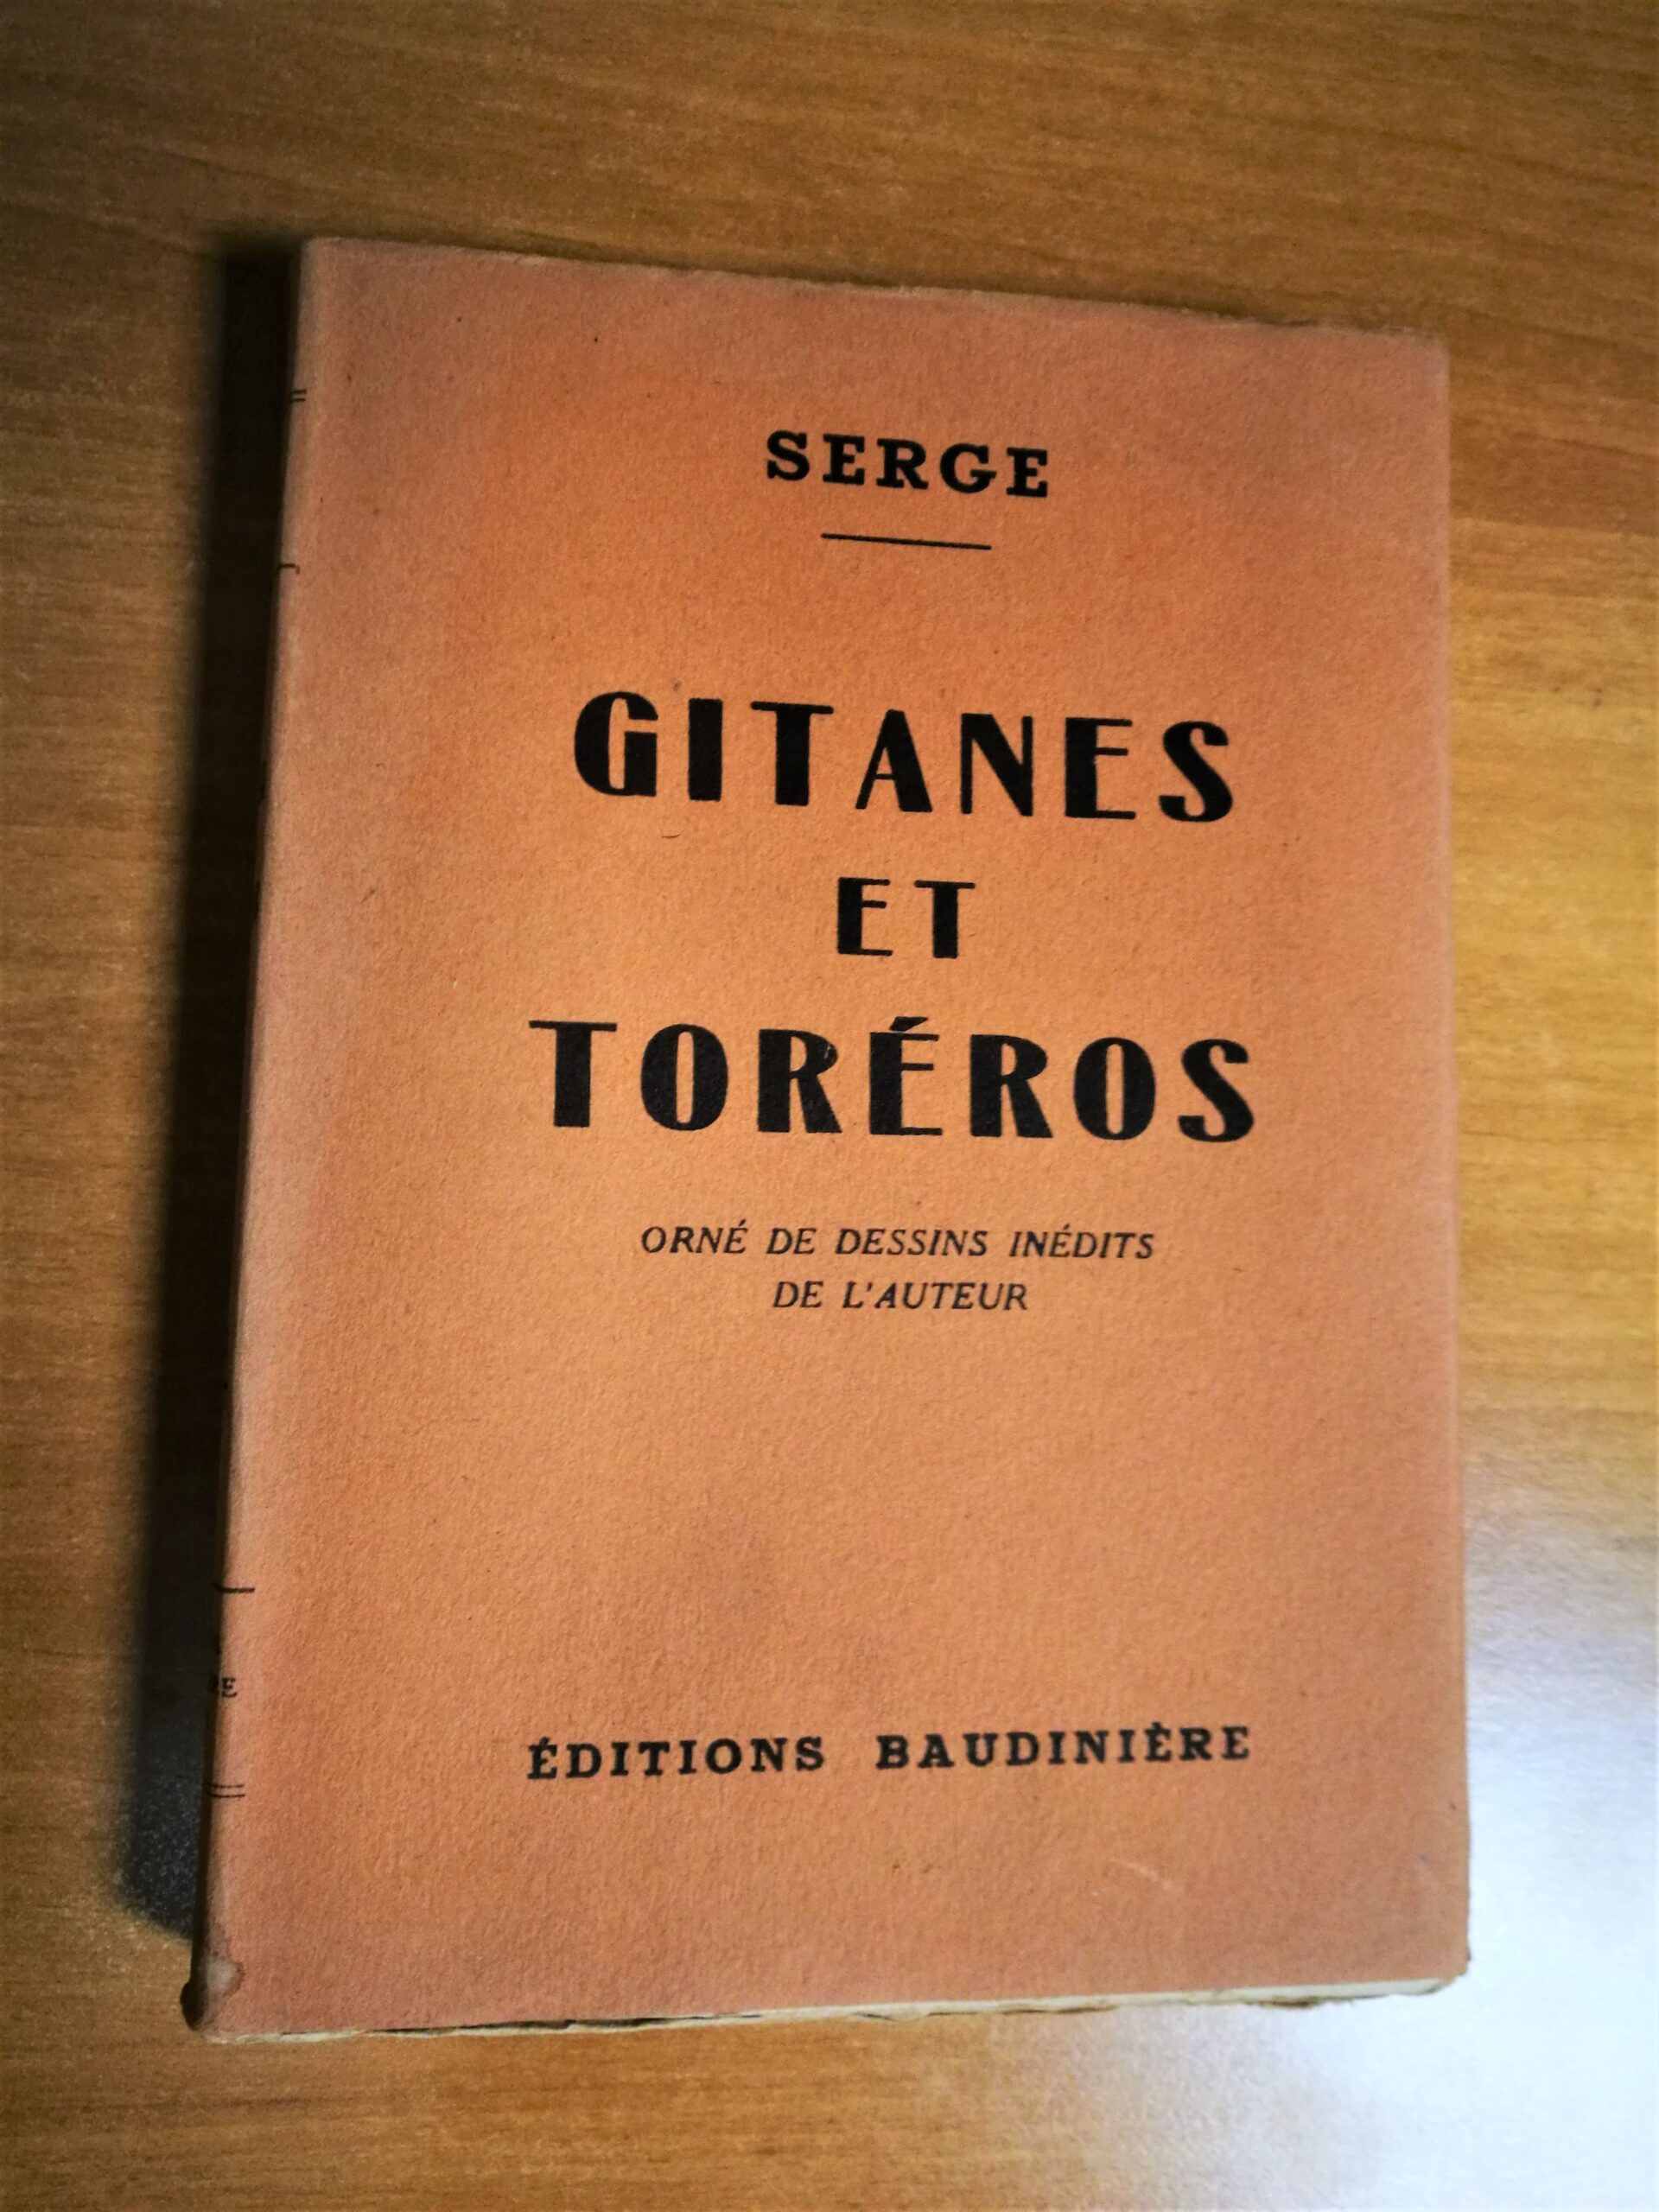 SERGE
GITANES
ET
TORÉROS
ORNÉ DE DESSINS INÉDITS
DE L'AUTEUR
ÉDITIONS BAUDINIÈRE